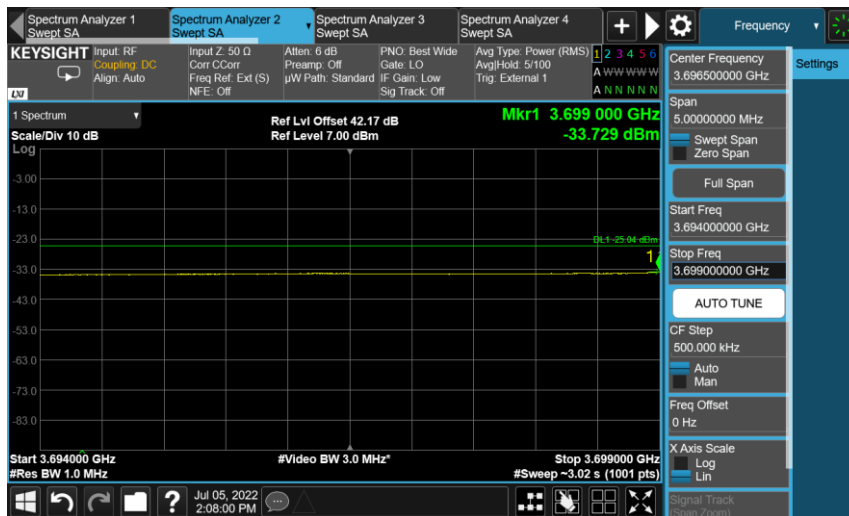 Spectrum Analyzer 1
Swept SA
Spectrum Analyzer 2
Swept SA
Spectrum Analyzer 3
Swept SA
Spectrum Analyzer 4
Swept SA
+
Frequency
KEYSIGHT
LXI
Input: RF
Coupling: DC
Align: Auto
Input Z: 50 Ω
Corr CCorr
Freq Ref: Ext (S)
NFE: Off
Atten: 6 dB
Preamp: Off
µW Path: Standard
PNO: Best Wide
Gate: LO
IF Gain: Low
Sig Track: Off
Avg Type: Power (RMS)
Avg|Hold: 5/100
Trig: External 1
1 2 3 4 5 6
A W W W W W
A N N N N N
1 Spectrum
Scale/Div 10 dB
Log
Ref Lvl Offset 42.17 dB
Ref Level 7.00 dBm
Mkr1 3.699 000 GHz
-33.729 dBm
-3.00
-13.0
-23.0
-33.0
-43.0
-53.0
-63.0
-73.0
-83.0
DL1 -25.04 dBm
1
Start 3.694000 GHz
#Res BW 1.0 MHz
#Video BW 3.0 MHz*
Stop 3.699000 GHz
#Sweep ~3.02 s (1001 pts)
?
Jul 05, 2022
2:08:00 PM
Center Frequency
3.696500000 GHz
Span
5.00000000 MHz
Swept Span
Zero Span
Full Span
Start Freq
3.694000000 GHz
Stop Freq
3.699000000 GHz
AUTO TUNE
CF Step
500.000 kHz
Auto
Man
Freq Offset
0 Hz
X Axis Scale
Log
Lin
Signal Track
(Span Zoom)
Settings